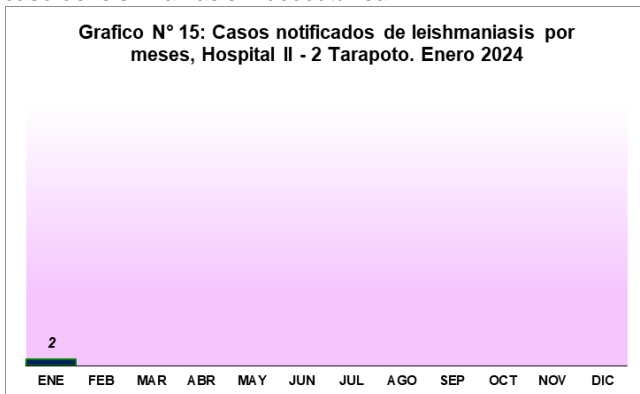 Grafico N° 15: Casos notificados de leishmaniasis por
meses, Hospital II - 2 Tarapoto. Enero 2024
2
ENE FEB MAR ABR MAY JUN JUL AGO SEP OCT NOV DIC